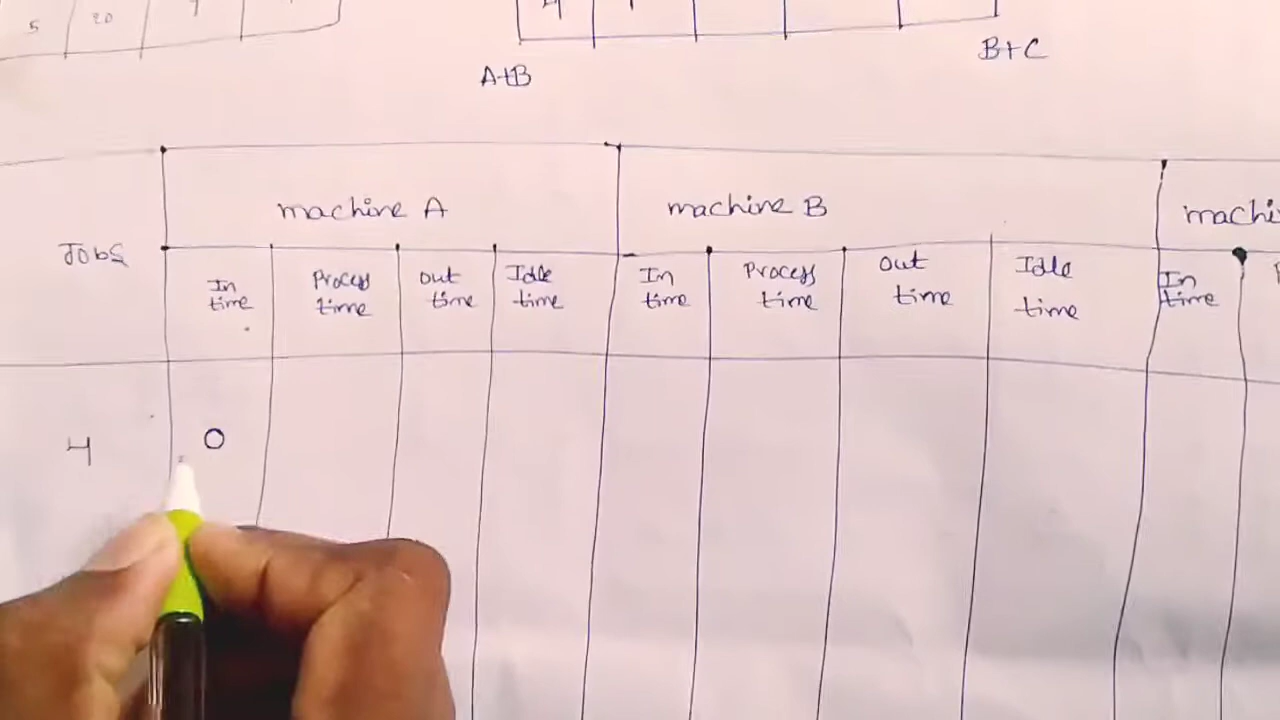 5 20
A+B B+C
machine A machine B
Jobs
In time Process time Out time Idle time In time Process time Out time Idle time In time
4 0